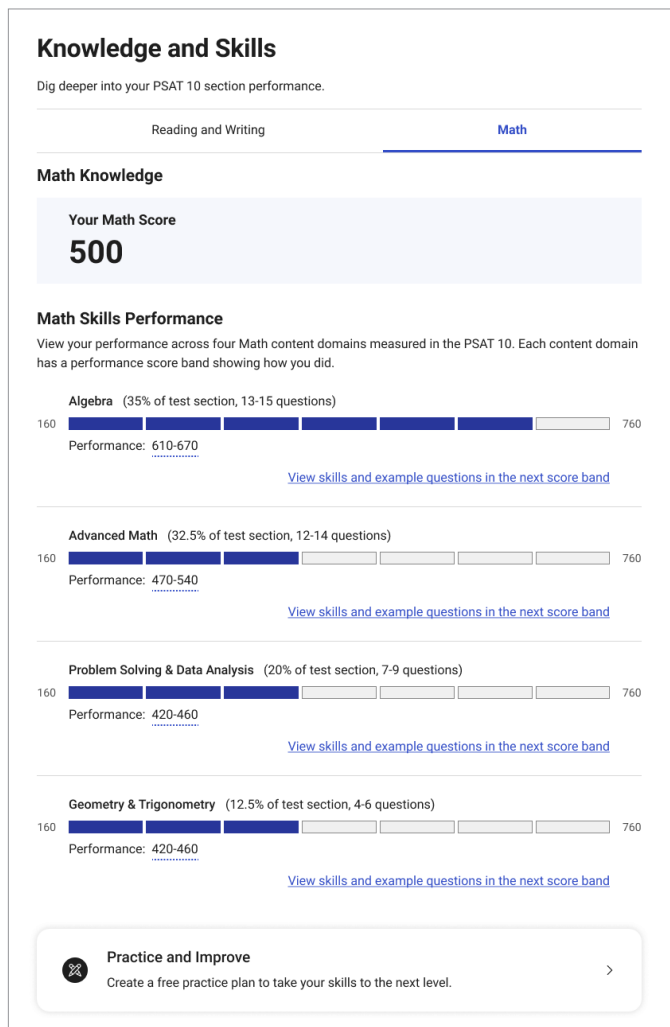 Knowledge and Skills
Dig deeper into your PSAT 10 section performance.
Reading and Writing
Math
Math Knowledge
Your Math Score
500
Math Skills Performance
View your performance across four Math content domains measured in the PSAT 10. Each content domain
has a performance score band showing how you did.
Algebra (35% of test section, 13-15 questions)
160 760
Performance: 610-670
View skills and example questions in the next score band
Advanced Math (32.5% of test section, 12-14 questions)
160 760
Performance: 470-540
View skills and example questions in the next score band
Problem Solving & Data Analysis (20% of test section, 7-9 questions)
160 760
Performance: 420-460
View skills and example questions in the next score band
Geometry & Trigonometry (12.5% of test section, 4-6 questions)
160 760
Performance: 420-460
View skills and example questions in the next score band
Practice and Improve
Create a free practice plan to take your skills to the next level.